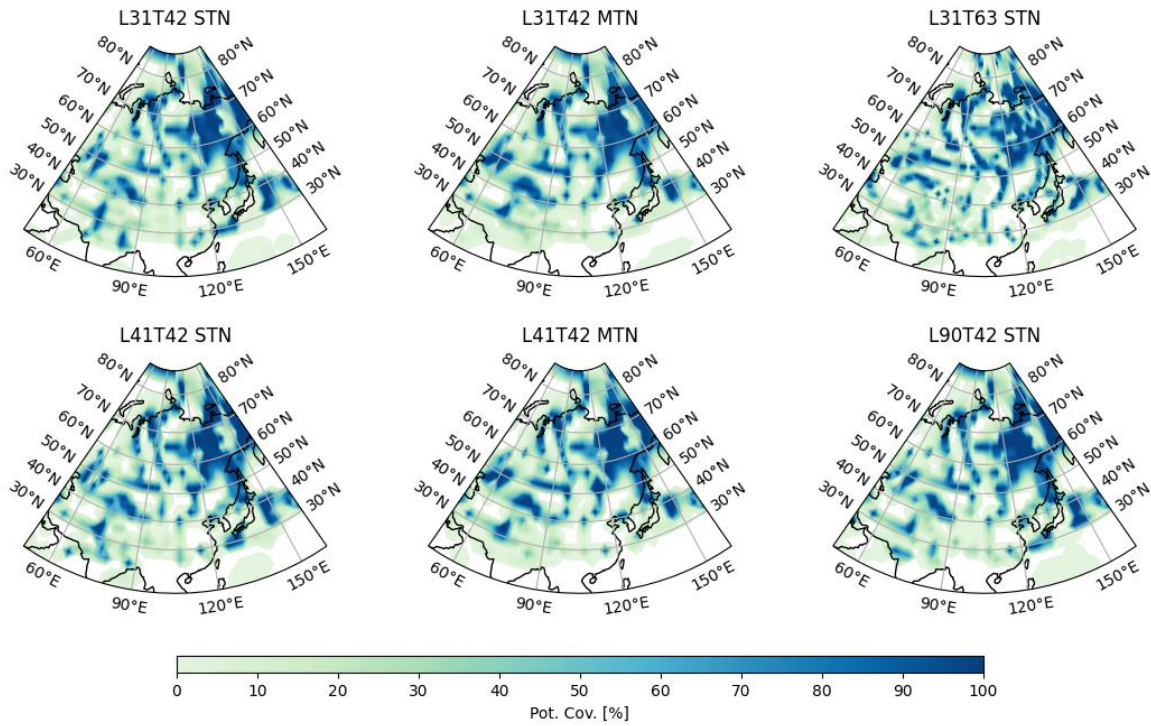 L31T42 STN
80°N
80°N
70°N
70°N
60°N
60°N
50°N
50°N
40°N
40°N
30°N
30°N
60°E
90°E
120°E
150°E
L31T42 MTN
80°N
80°N
70°N
70°N
60°N
60°N
50°N
50°N
40°N
40°N
30°N
30°N
60°E
90°E
120°E
150°E
L31T63 STN
80°N
80°N
70°N
70°N
60°N
60°N
50°N
50°N
40°N
40°N
30°N
30°N
60°E
90°E
120°E
150°E
L41T42 STN
80°N
80°N
70°N
70°N
60°N
60°N
50°N
50°N
40°N
40°N
30°N
30°N
60°E
90°E
120°E
150°E
L41T42 MTN
80°N
80°N
70°N
70°N
60°N
60°N
50°N
50°N
40°N
40°N
30°N
30°N
60°E
90°E
120°E
150°E
L90T42 STN
80°N
80°N
70°N
70°N
60°N
60°N
50°N
50°N
40°N
40°N
30°N
30°N
60°E
90°E
120°E
150°E
0 10 20 30 40 50 60 70 80 90 100
Pot. Cov. [%]